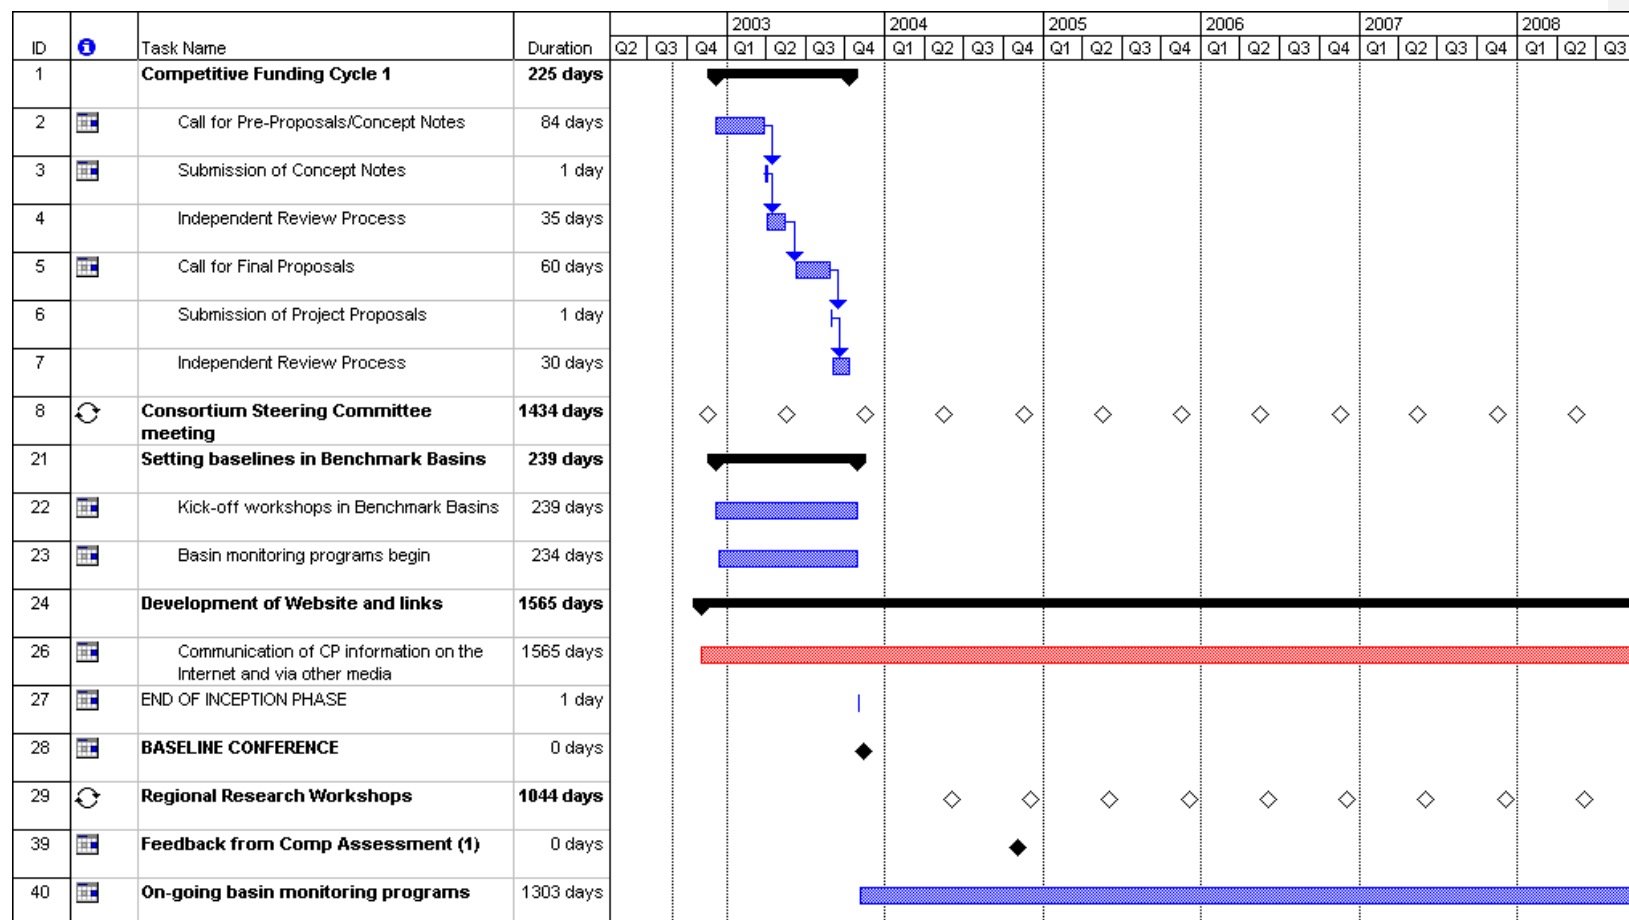 2003 2004 2005 2006 2007 2008
ID Task Name Duration Q2 Q3 Q4 Q1 Q2 Q3 Q4 Q1 Q2 Q3 Q4 Q1 Q2 Q3 Q4 Q1 Q2 Q3 Q4 Q1 Q2 Q3 Q4 Q1 Q2 Q3
1 Competitive Funding Cycle 1 225 days
2 Call for Pre-Proposals/Concept Notes 84 days
3 Submission of Concept Notes 1 day
4 Independent Review Process 35 days
5 Call for Final Proposals 60 days
6 Submission of Project Proposals 1 day
7 Independent Review Process 30 days
8 Consortium Steering Committee 1434 days
meeting
21 Setting baselines in Benchmark Basins 239 days
22 Kick-off workshops in Benchmark Basins 239 days
23 Basin monitoring programs begin 234 days
24 Development of Website and links 1565 days
26 Communication of CP information on the 1565 days
Internet and via other media
27 END OF INCEPTION PHASE 1 day
28 BASELINE CONFERENCE 0 days
29 Regional Research Workshops 1044 days
39 Feedback from Comp Assessment (1) 0 days
40 On-going basin monitoring programs 1303 days